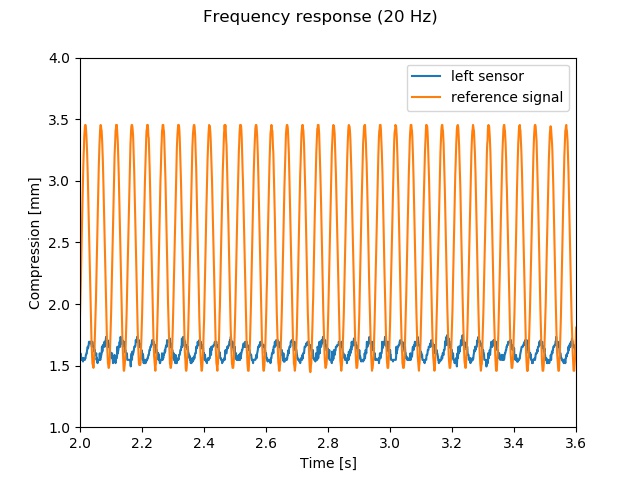 Frequency response (20 Hz)
left sensor
reference signal
4.0
3.5
3.0
2.5
2.0
1.5
1.0
Compression [mm]
2.0 2.2 2.4 2.6 2.8 3.0 3.2 3.4 3.6
Time [s]